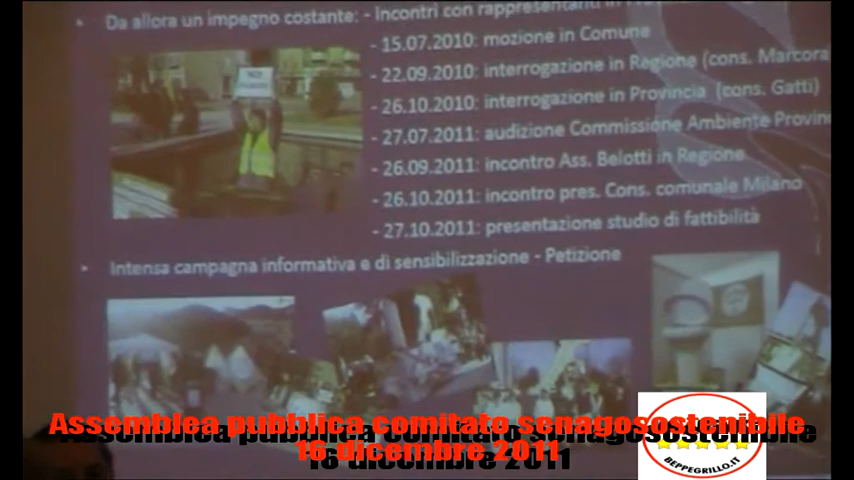 Da allora un impegno costante: - Incontri con rappresentanti in
- 15.07.2010: mozione in Comune
- 22.09.2010: interrogazione in Regione (cons. Marcora
- 26.10.2010: interrogazione in Provincia (cons. Gatti)
- 27.07.2011: audizione Commissione Ambiente Provin
- 26.09.2011: incontro Ass. Belotti in Regione
- 26.10.2011: incontro pres. Cons. comunale Milano
- 27.10.2011: presentazione studio di fattibilità
Intensa campagna informativa e di sensibilizzazione - Petizione
Assemblea pubblica comitato senagosostenibile
16 dicembre 2011
BEPPEGRILLO.IT